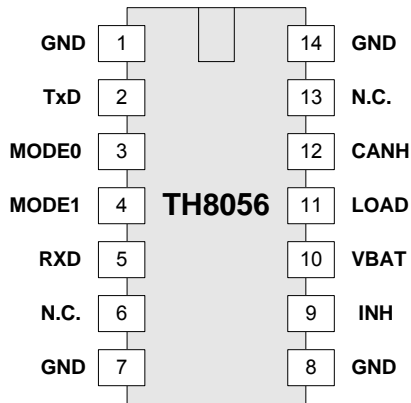 GND 1 14 GND
TxD 2 13 N.C.
MODE0 3 12 CANH
MODE1 4 TH8056 11 LOAD
RXD 5 10 VBAT
N.C. 6 9 INH
GND 7 8 GND